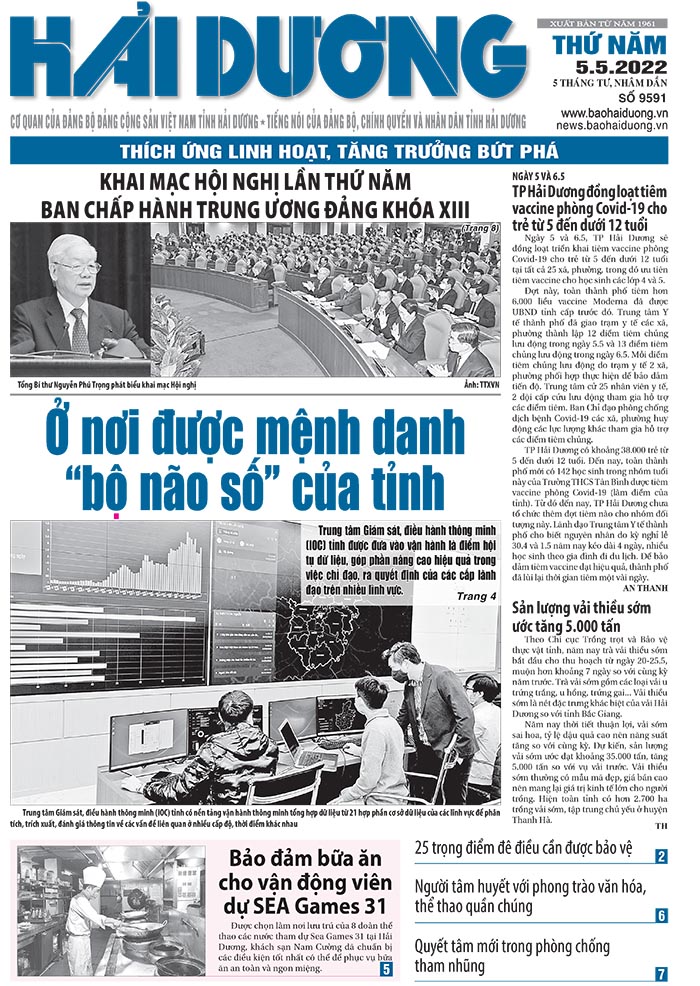 HẢI DƯƠNG
XUẤT BẢN TỪ NĂM 1961
THỨ NĂM
5.5.2022
5 THÁNG TƯ, NHÂM DẦN
SỐ 9591
www.baohaiduong.vn
news.baohaiduong.vn
CƠ QUAN CỦA ĐẢNG BỘ ĐẢNG CỘNG SẢN VIỆT NAM TỈNH HẢI DƯƠNG * TIẾNG NÓI CỦA ĐẢNG BỘ, CHÍNH QUYỀN VÀ NHÂN DÂN TỈNH HẢI DƯƠNG
THÍCH ỨNG LINH HOẠT, TĂNG TRƯỞNG BỨT PHÁ
KHAI MẠC HỘI NGHỊ LẦN THỨ NĂM
BAN CHẤP HÀNH TRUNG ƯƠNG ĐẢNG KHÓA XIII
(Trang 8)
Tổng Bí thư Nguyễn Phú Trọng phát biểu khai mạc Hội nghị
Ảnh: TTXVN
Ở nơi được mệnh danh
“bộ não số” của tỉnh
Trung tâm Giám sát, điều hành thông minh
(IOC) tỉnh được đưa vào vận hành là điểm hội
tụ dữ liệu, góp phần nâng cao hiệu quả trong
việc chỉ đạo, ra quyết định của các cấp lãnh
đạo trên nhiều lĩnh vực.
Trang 4
Trung tâm Giám sát, điều hành thông minh (IOC) tỉnh có nền tảng vận hành thông minh tổng hợp dữ liệu từ 21 hợp phần cơ sở dữ liệu của các lĩnh vực để phân
tích, trích xuất, đánh giá thông tin về các vấn đề liên quan ở nhiều cấp độ, thời điểm khác nhau
NGÀY 5 VÀ 6.5
TP Hải Dương đồng loạt tiêm
vaccine phòng Covid-19 cho
trẻ từ 5 đến dưới 12 tuổi
Ngày 5 và 6.5, TP Hải Dương sẽ
đồng loạt triển khai tiêm vaccine phòng
Covid-19 cho trẻ từ 5 đến dưới 12 tuổi
tại tất cả 25 xã, phường, trong đó ưu tiên
tiêm vaccine cho học sinh các lớp 4 và 5.
Đợt này, toàn thành phố tiêm hơn
6.000 liều vaccine Moderna đã được
UBND tỉnh cấp trước đó. Trung tâm Y
tế thành phố đã giao trạm y tế các xã,
phường thành lập 12 điểm tiêm chủng
lưu động trong ngày 5.5 và 13 điểm tiêm
chủng lưu động trong ngày 6.5. Mỗi điểm
tiêm chủng lưu động do trạm y tế 2 xã,
phường phối hợp thực hiện để bảo đảm
tiến độ. Trung tâm cử 25 nhân viên y tế,
2 đội cấp cứu lưu động tham gia hỗ trợ
các điểm tiêm. Ban Chỉ đạo phòng chống
dịch bệnh Covid-19 các xã, phường huy
động các lực lượng khác tham gia hỗ trợ
các điểm tiêm chủng.
TP Hải Dương có khoảng 38.000 trẻ từ
5 đến dưới 12 tuổi. Đến nay, toàn thành
phố mới có 142 học sinh trong nhóm tuổi
này của Trường THCS Tân Bình được tiêm
vaccine phòng Covid-19 (làm điểm của
tỉnh). Từ đó đến nay, TP Hải Dương chưa
tổ chức thêm đợt tiêm nào cho nhóm đối
tượng này. Lãnh đạo Trung tâm Y tế thành
phố cho biết nguyên nhân do kỳ nghỉ lễ
30.4 và 1.5 năm nay kéo dài 4 ngày, nhiều
học sinh theo gia đình đi du lịch. Để bảo
đảm tiêm vaccine đạt hiệu quả, thành phố
đã lùi lại thời gian tiêm một vài ngày.
AN THANH
Sản lượng vải thiều sớm
ước tăng 5.000 tấn
Theo Chi cục Trồng trọt và Bảo vệ
thực vật tỉnh, năm nay trà vải thiều sớm
bắt đầu cho thu hoạch từ ngày 20-25.5,
muộn hơn khoảng 7 ngày so với cùng kỳ
năm trước. Trà vải sớm gồm các loại vải u
trứng trắng, u hồng, trứng gai... Vải thiều
sớm là nét đặc trưng khác biệt của vải Hải
Dương so với tỉnh Bắc Giang.
Năm nay thời tiết thuận lợi, vải sớm
sai hoa, tỷ lệ đậu quả cao nên năng suất
tăng so với cùng kỳ. Dự kiến, sản lượng
vải sớm ước đạt khoảng 35.000 tấn, tăng
5.000 tấn so với vụ vải trước. Vải thiều
sớm thường có mẫu mã đẹp, giá bán cao
nên mang lại giá trị kinh tế lớn cho người
trồng. Hiện toàn tỉnh có hơn 2.700 ha
trồng vải sớm, tập trung chủ yếu ở huyện
Thanh Hà.
TH
Bảo đảm bữa ăn
cho vận động viên
dự SEA Games 31
Được chọn làm nơi lưu trú của 8 đoàn thể
thao các nước tham dự Sea Games 31 tại Hải
Dương, khách sạn Nam Cường đã chuẩn bị
các điều kiện tốt nhất có thể để phục vụ bữa
ăn an toàn và ngon miệng.
5
25 trọng điểm đê điều cần được bảo vệ
2
Người tâm huyết với phong trào văn hóa,
thể thao quần chúng
6
Quyết tâm mới trong phòng chống
tham nhũng
7